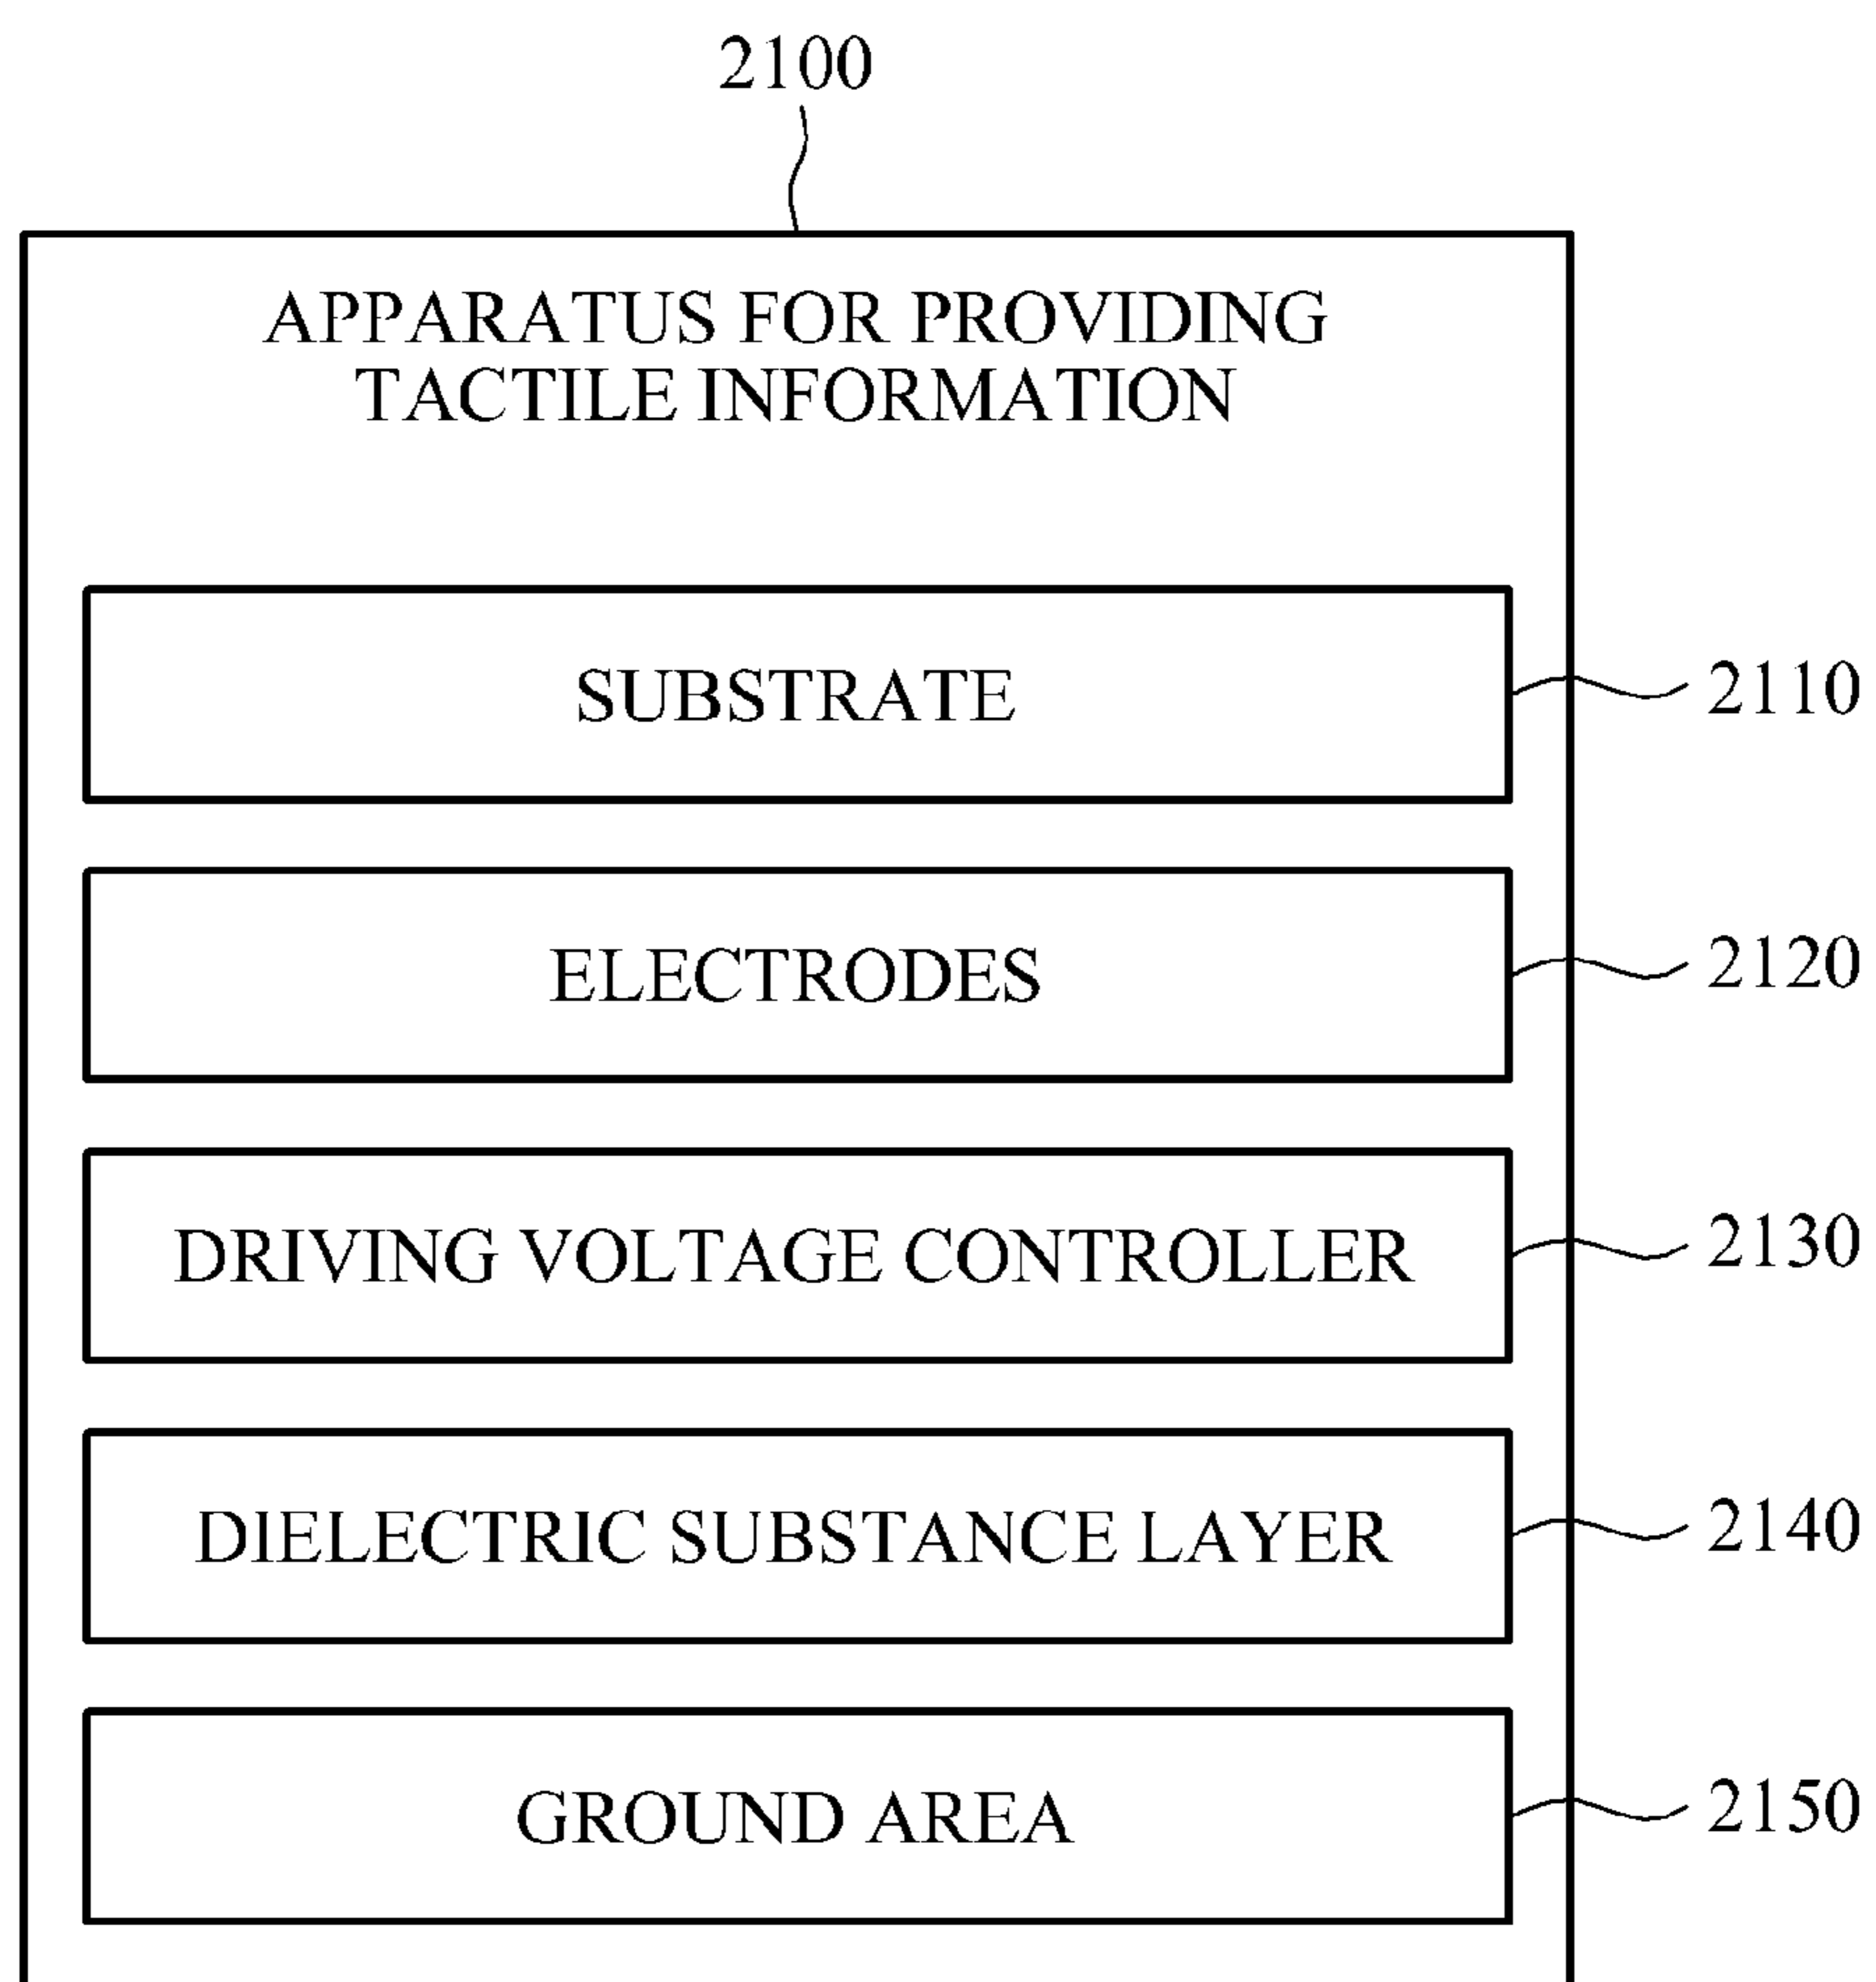 2100
APPARATUS FOR PROVIDING
TACTILE INFORMATION
SUBSTRATE 2110
ELECTRODES 2120
DRIVING VOLTAGE CONTROLLER 2130
DIELECTRIC SUBSTANCE LAYER 2140
GROUND AREA 2150